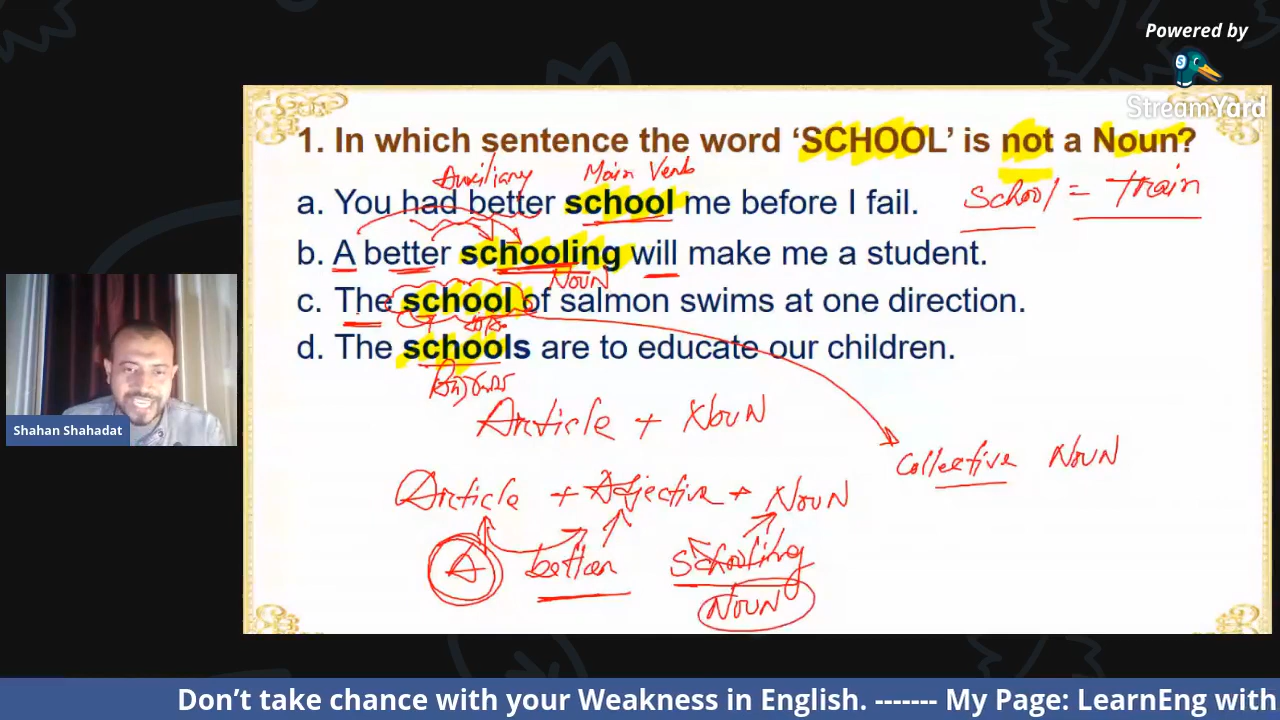 Powered by
StreamYard
1. In which sentence the word ‘SCHOOL’ is not a Noun?
Auxiliary Main Verb
a. You had better school me before I fail.
School = train
b. A better schooling will make me a student.
NOUN
c. The school of salmon swims at one direction.
d. The schools are to educate our children.
Article + NOUN
Collective NOUN
Article + Adjective + NOUN
A better Schooling
NOUN
Shahan Shahadat
Don’t take chance with your Weakness in English. ------- My Page: LearnEng with